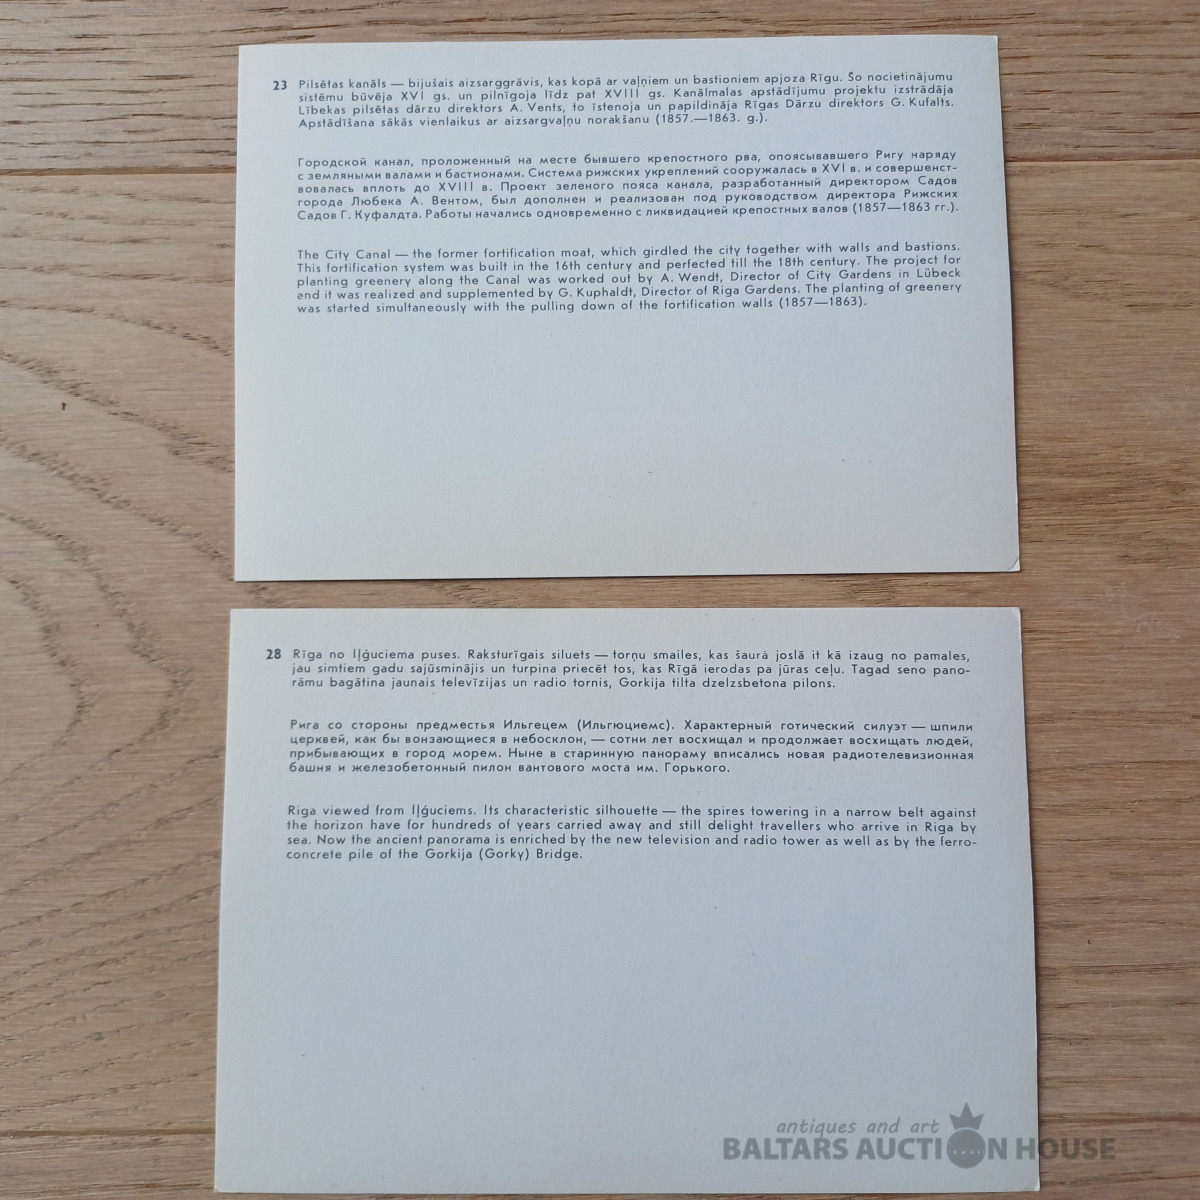 23 Pilsētas kanāls — bijušais aizsarggrāvis, kas kopā ar vaļņiem un bastioniem apjoza Rīgu. Šo nocietinājumu
sistēmu būvēja XVI gs. un pilnīgoja līdz pat XVIII gs. Kanālmalas apstādījumu projektu izstrādāja
Lībekas pilsētas dārzu direktors A. Vents, to īstenoja un papildināja Rīgas Dārzu direktors G. Kufalts.
Apstādīšana sākās vienlaikus ar aizsargvaļņu norakšanu (1857.—1863. g.).
Городской канал, проложенный на месте бывшего крепостного рва, опоясывавшего Ригу наряду
с земляными валами и бастионами. Система рижских укреплений сооружалась в XVI в. и совершенст-
вовалась вплоть до XVIII в. Проект зеленого пояса канала, разработанный директором Садов
города Любека А. Вентом, был дополнен и реализован под руководством директора Рижских
Садов Г. Куфалдта. Работы начались одновременно с ликвидацией крепостных валов (1857—1863 гг.).
The City Canal — the former fortification moat, which girdled the city together with walls and bastions.
This fortification system was built in the 16th century and perfected till the 18th century. The project for
planting greenery along the Canal was worked out by A. Wendt, Director of City Gardens in Lübeck
and it was realized and supplemented by G. Kuphaldt, Director of Riga Gardens. The planting of greenery
was started simultaneously with the pulling down of the fortification walls (1857—1863).
28 Rīga no Iļģuciema puses. Raksturīgais siluets — torņu smailes, kas šaurā joslā it kā izaug no pamales,
jau simtiem gadu sajūsminājis un turpina priecēt tos, kas Rīgā ierodas pa jūras ceļu. Tagad seno pano-
rāmu bagātina jaunais televīzijas un radio tornis, Gorkija tilta dzelzsbetona pilons.
Рига со стороны предместья Ильгецем (Ильгюциемс). Характерный готический силуэт — шпили
церквей, как бы вонзающиеся в небосклон, — сотни лет восхищал и продолжает восхищать людей,
прибывающих в город морем. Ныне в старинную панораму вписались новая радиотелевизионная
башня и железобетонный пилон вантового моста им. Горького.
Riga viewed from Iļģuciems. Its characteristic silhouette — the spires towering in a narrow belt against
the horizon have for hundreds of years carried away and still delight travellers who arrive in Riga by
sea. Now the ancient panorama is enriched by the new television and radio tower as well as by the ferro-
concrete pile of the Gorkija (Gorky) Bridge.
antiques and art
BALTARS AUCTION HOUSE